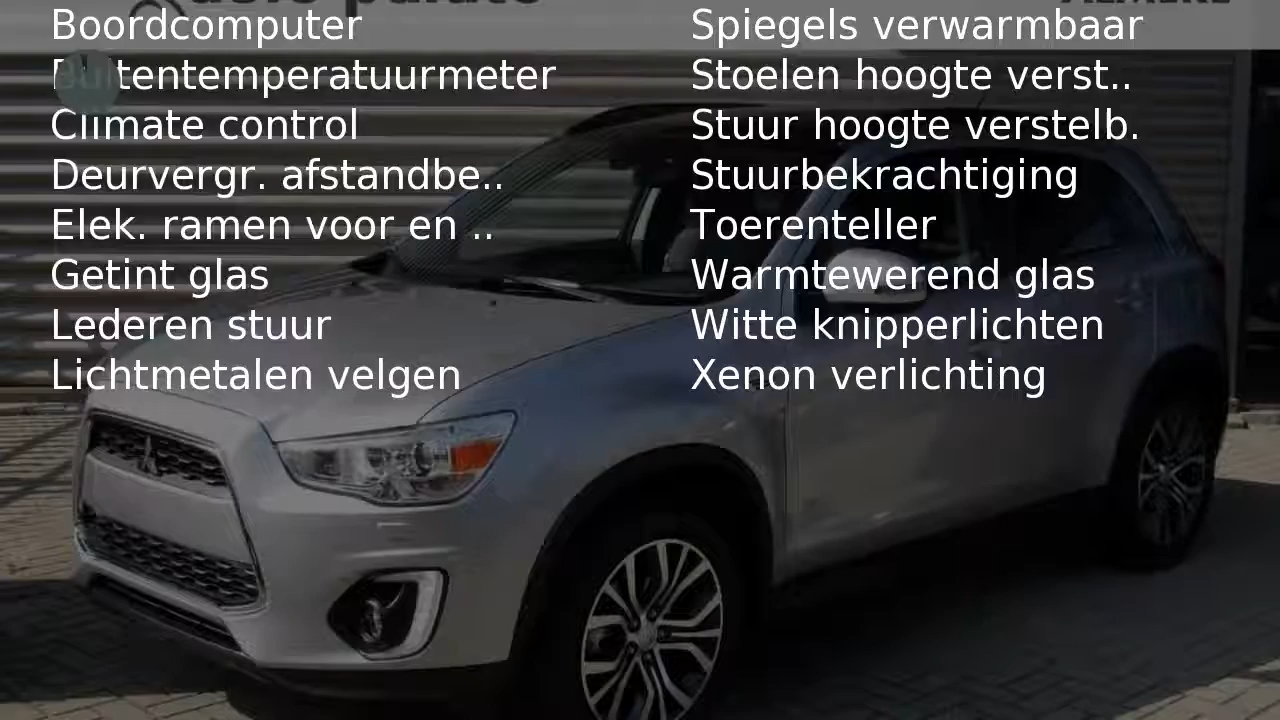 Boordcomputer
Buitentemperatuurmeter
Climate control
Deurvergr. afstandbe..
Elek. ramen voor en ..
Getint glas
Lederen stuur
Lichtmetalen velgen
Spiegels verwarmbaar
Stoelen hoogte verst..
Stuur hoogte verstelb.
Stuurbekrachtiging
Toerenteller
Warmtewerend glas
Witte knipperlichten
Xenon verlichting